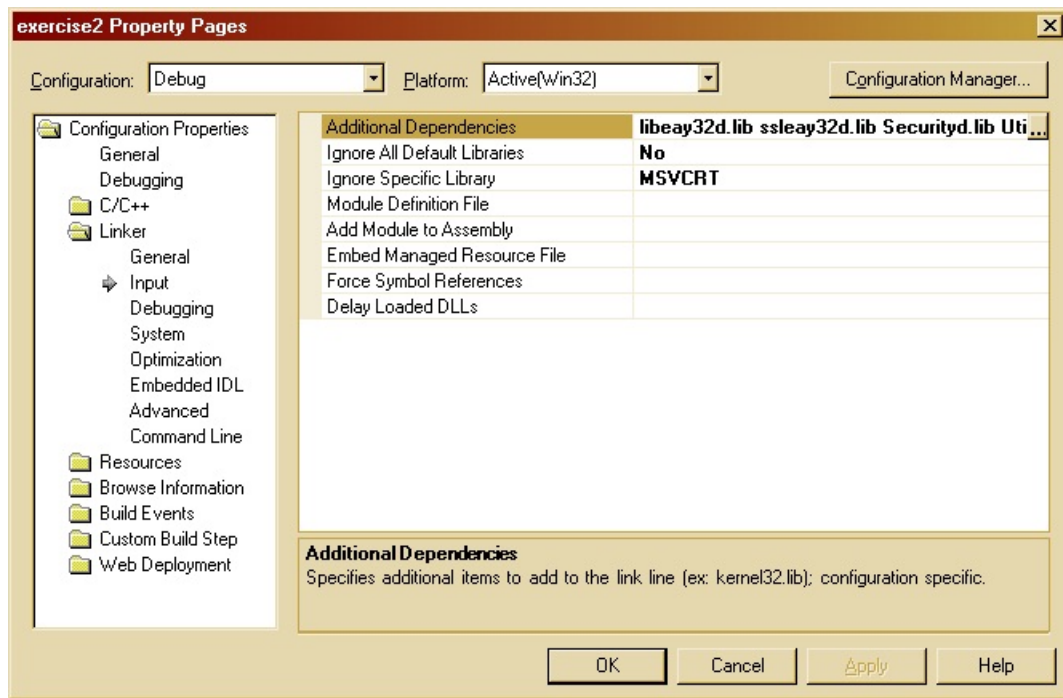 exercise2 Property Pages
Configuration: Debug Platform: Active(Win32) Configuration Manager...
Configuration Properties
General
Debugging
C/C++
Linker
General
Input
Debugging
System
Optimization
Embedded IDL
Advanced
Command Line
Resources
Browse Information
Build Events
Custom Build Step
Web Deployment
Additional Dependencies libeay32d.lib ssleay32d.lib Securityd.lib Uti...
Ignore All Default Libraries No
Ignore Specific Library MSVCRT
Module Definition File
Add Module to Assembly
Embed Managed Resource File
Force Symbol References
Delay Loaded DLLs
Additional Dependencies
Specifies additional items to add to the link line (ex: kernel32.lib); configuration specific.
OK Cancel Apply Help